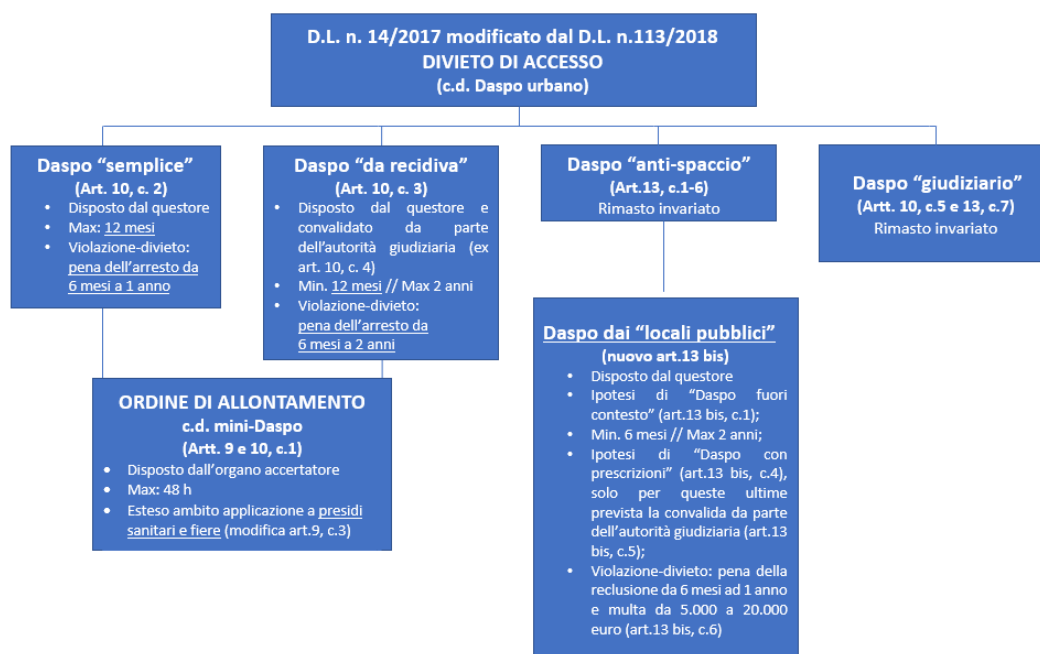 D.L. n. 14/2017 modificato dal D.L. n.113/2018
DIVIETO DI ACCESSO
(c.d. Daspo urbano)
Daspo “semplice”
(Art. 10, c. 2)
• Disposto dal questore
• Max: 12 mesi
• Violazione-divieto:
pena dell’arresto da
6 mesi a 1 anno
Daspo “da recidiva”
(Art. 10, c. 3)
• Disposto dal questore e
convalidato da parte
dell’autorità giudiziaria (ex
art. 10, c. 4)
• Min. 12 mesi // Max 2 anni
• Violazione-divieto:
pena dell’arresto da
6 mesi a 2 anni
Daspo “anti-spaccio”
(Art.13, c.1-6)
Rimasto invariato
Daspo “giudiziario”
(Artt. 10, c.5 e 13, c.7)
Rimasto invariato
ORDINE DI ALLONTAMENTO
c.d. mini-Daspo
(Artt. 9 e 10, c.1)
• Disposto dall’organo accertatore
• Max: 48 h
• Esteso ambito applicazione a presidi
sanitari e fiere (modifica art.9, c.3)
Daspo dai “locali pubblici”
(nuovo art.13 bis)
• Disposto dal questore
• Ipotesi di “Daspo fuori
contesto” (art.13 bis, c.1);
• Min. 6 mesi // Max 2 anni;
• Ipotesi di “Daspo con
prescrizioni” (art.13 bis, c.4),
solo per queste ultime
prevista la convalida da parte
dell’autorità giudiziaria (art.13
bis, c.5);
• Violazione-divieto: pena della
reclusione da 6 mesi ad 1 anno
e multa da 5.000 a 20.000
euro (art.13 bis, c.6)